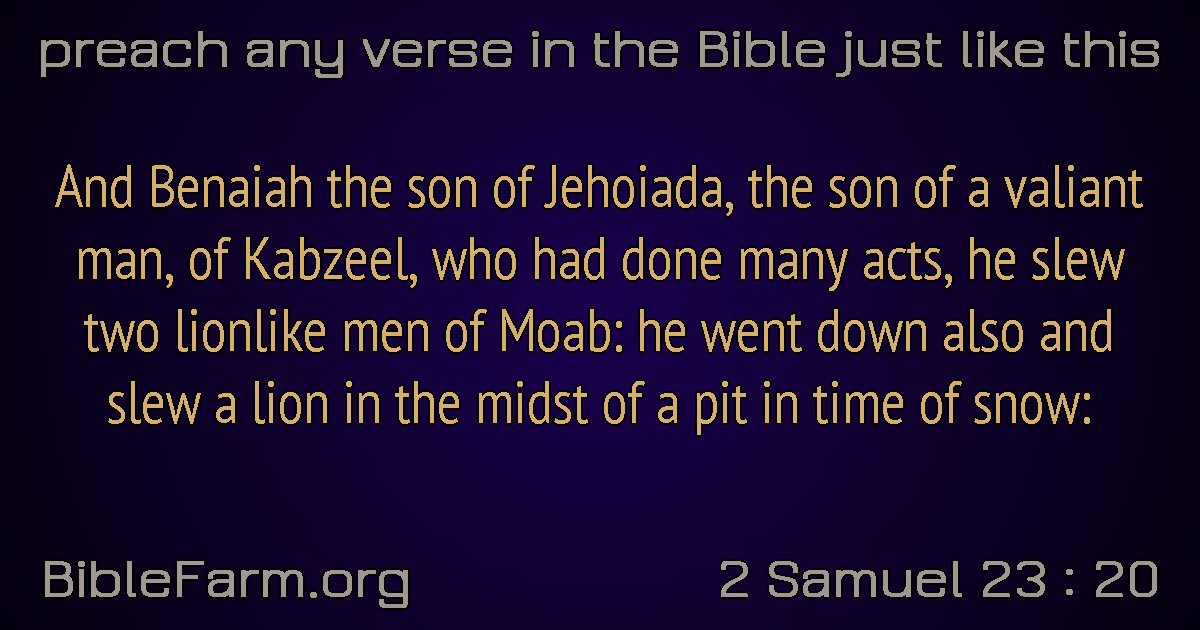 preach any verse in the Bible just like this
And Benaiah the son of Jehoiada, the son of a valiant
man, of Kabzeel, who had done many acts, he slew
two lionlike men of Moab: he went down also and
slew a lion in the midst of a pit in time of snow:
BibleFarm.org
2 Samuel 23 : 20